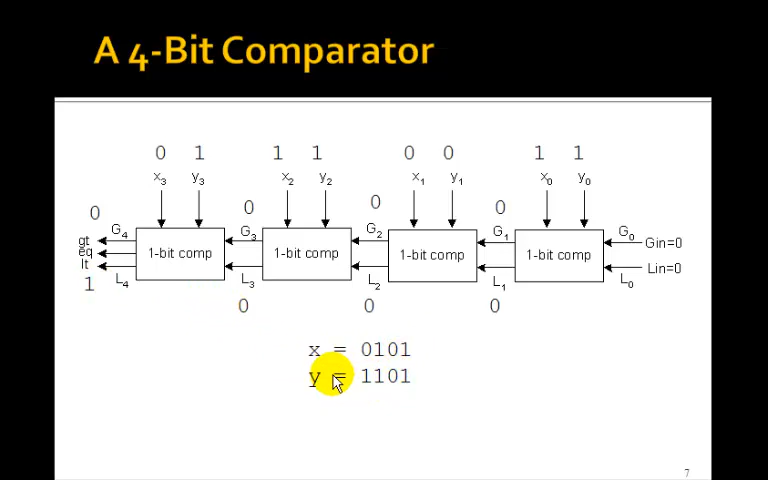 A 4-Bit Comparator
0 1 1 1 0 0 1 1
x3 y3 x2 y2 x1 y1 x0 y0
0 0 0 0
G4 G3 G2 G1 G0
gt 1-bit comp 1-bit comp 1-bit comp 1-bit comp Gin=0
eq
lt Lin=0
L4 L3 L2 L1 L0
1 0 0 0
x = 0101
y = 1101
7